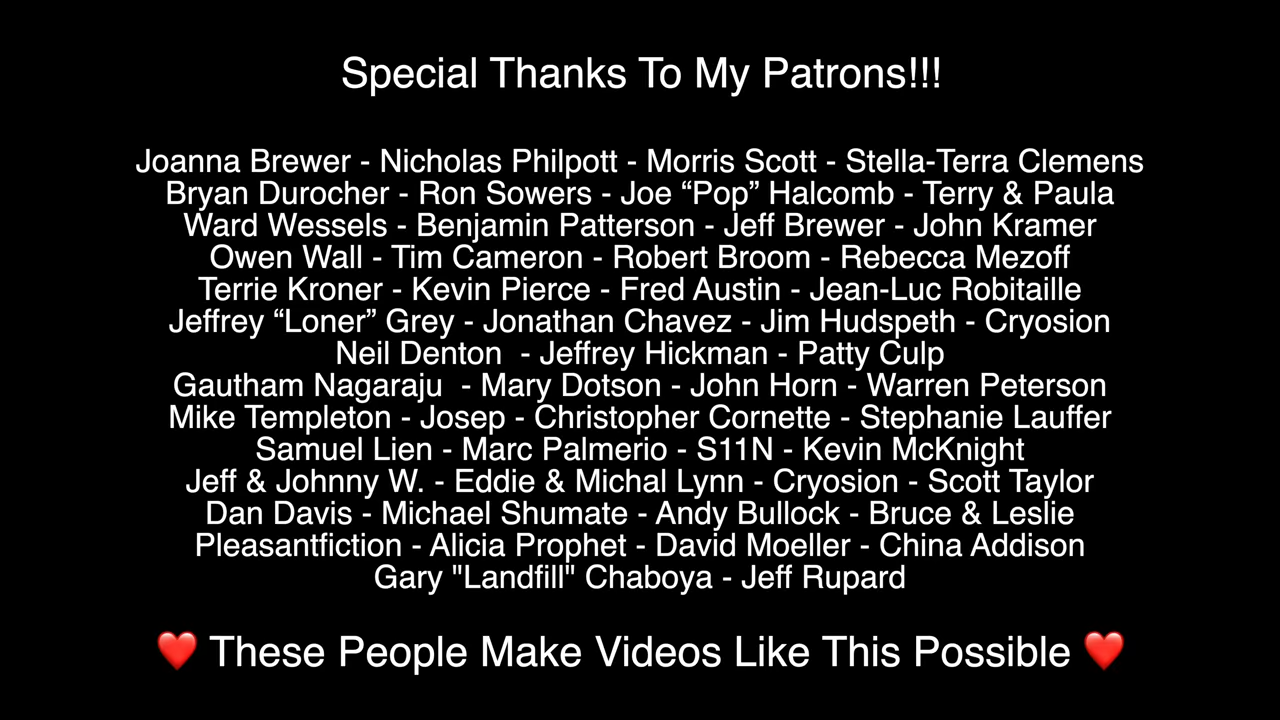 Special Thanks To My Patrons!!!
Joanna Brewer - Nicholas Philpott - Morris Scott - Stella-Terra Clemens
Bryan Durocher - Ron Sowers - Joe “Pop” Halcomb - Terry & Paula
Ward Wessels - Benjamin Patterson - Jeff Brewer - John Kramer
Owen Wall - Tim Cameron - Robert Broom - Rebecca Mezoff
Terrie Kroner - Kevin Pierce - Fred Austin - Jean-Luc Robitaille
Jeffrey “Loner” Grey - Jonathan Chavez - Jim Hudspeth - Cryosion
Neil Denton  - Jeffrey Hickman - Patty Culp
Gautham Nagaraju  - Mary Dotson - John Horn - Warren Peterson
Mike Templeton - Josep - Christopher Cornette - Stephanie Lauffer
Samuel Lien - Marc Palmerio - S11N - Kevin McKnight
Jeff & Johnny W. - Eddie & Michal Lynn - Cryosion - Scott Taylor
Dan Davis - Michael Shumate - Andy Bullock - Bruce & Leslie
Pleasantfiction - Alicia Prophet - David Moeller - China Addison
Gary "Landfill" Chaboya - Jeff Rupard
❤️ These People Make Videos Like This Possible ❤️